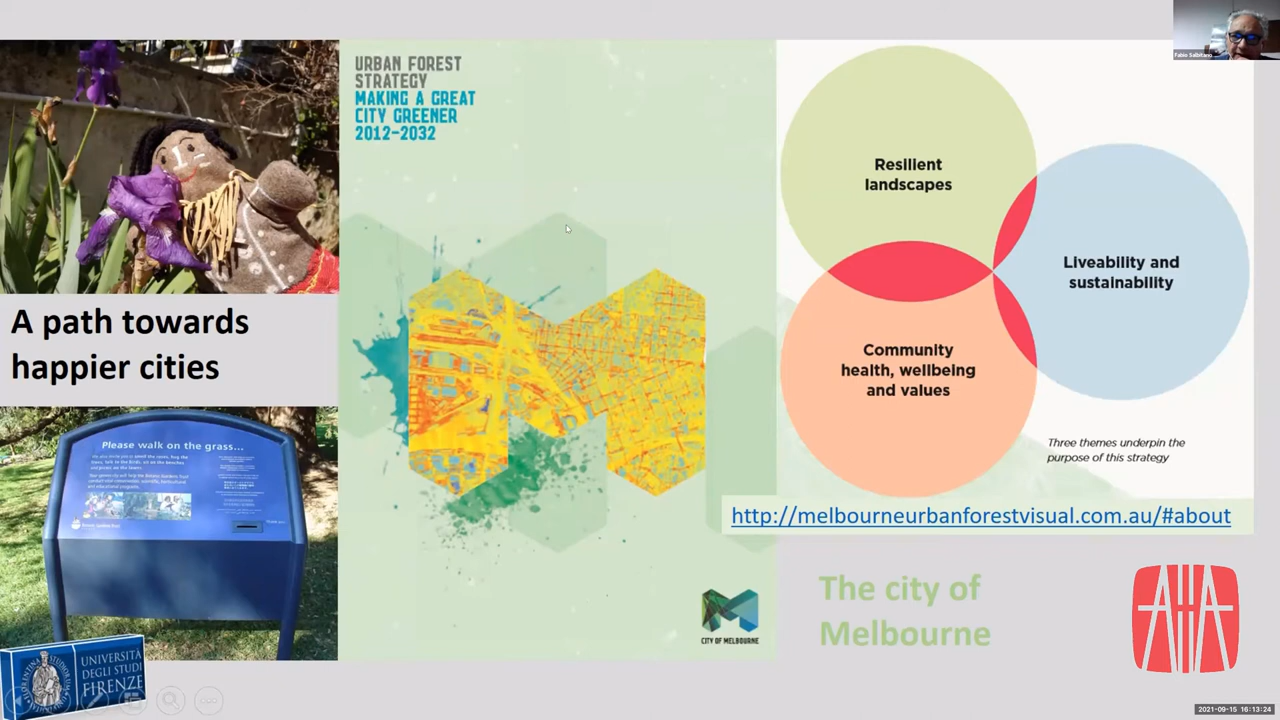 URBAN FOREST
STRATEGY
MAKING A GREAT
CITY GREENER
2012–2032
A path towards
happier cities
Please walk on the grass...
Resilient
landscapes
Liveability and
sustainability
Community
health, wellbeing
and values
Three themes underpin the
purpose of this strategy
http://melbourneurbanforestvisual.com.au/#about
The city of
Melbourne
CITY OF MELBOURNE
UNIVERSITÀ
DEGLI STUDI
FIRENZE
Fabio Salbitano
2021-09-15 16:13:24